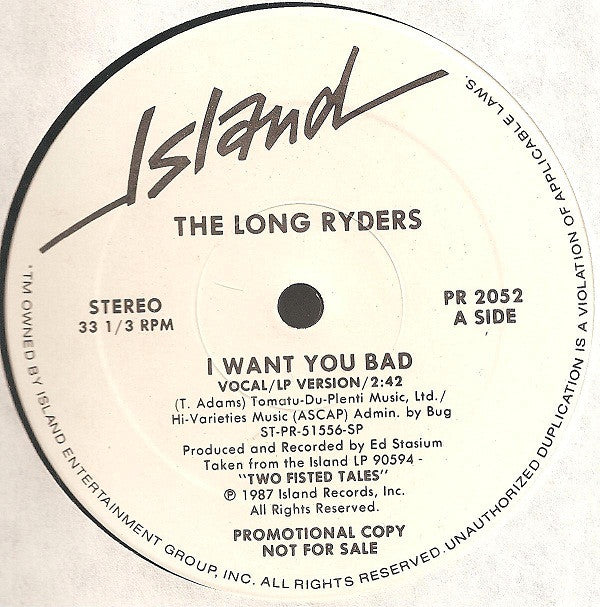 Island
THE LONG RYDERS
STEREO
33 1/3 RPM
PR 2052
A SIDE
I WANT YOU BAD
VOCAL/LP VERSION/2:42
(T. Adams) Tomatu-Du-Plenti Music, Ltd./
Hi-Varieties Music (ASCAP) Admin. by Bug
ST-PR-51556-SP
Produced and Recorded by Ed Stasium
Taken from the Island LP 90594 -
"TWO FISTED TALES"
℗ 1987 Island Records, Inc.
All Rights Reserved.
PROMOTIONAL COPY
NOT FOR SALE
"TM OWNED BY ISLAND ENTERTAINMENT GROUP, INC. ALL RIGHTS RESERVED. UNAUTHORIZED DUPLICATION IS A VIOLATION OF APPLICABLE LAWS.